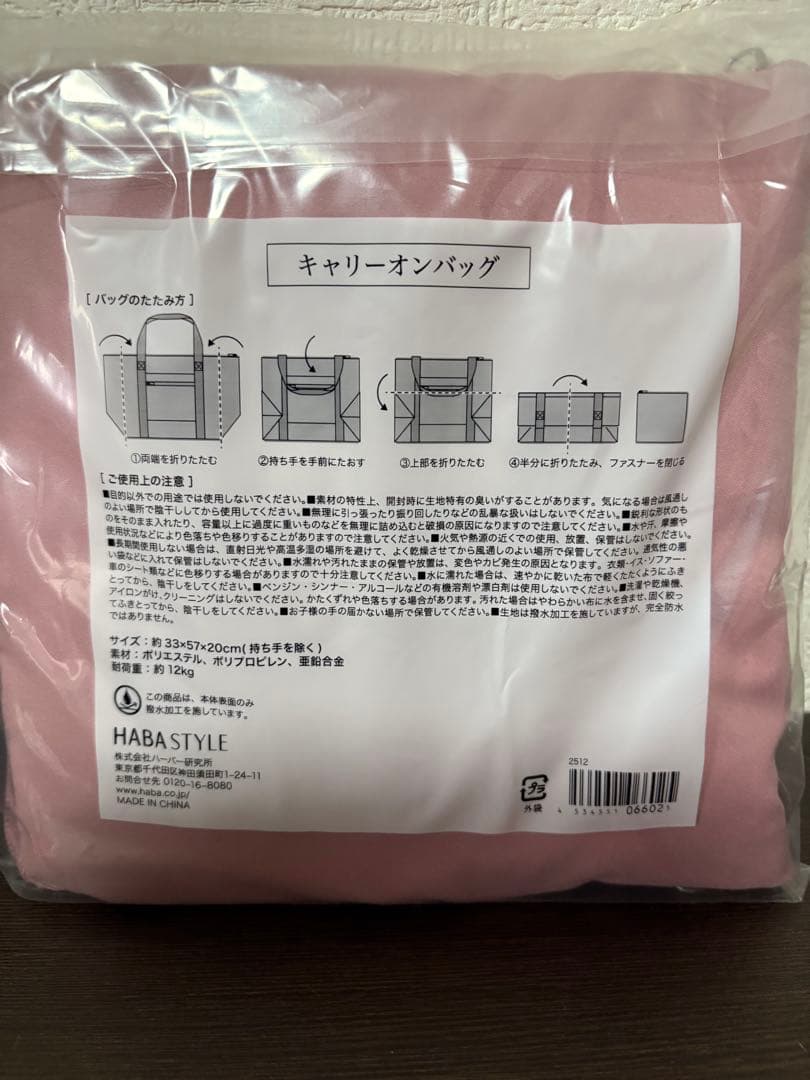 キャリーオンバッグ
[ バッグのたたみ方 ]
①両端を折りたたむ
②持ち手を手前にたおす
③上部を折りたたむ
④半分に折りたたみ、ファスナーを閉じる
[ ご使用上の注意 ]
■目的以外での用途では使用しないでください。■素材の特性上、開封時に生地特有の臭いがすることがあります。気になる場合は風通し
のよい場所で陰干ししてから使用してください。■無理に引っ張ったり振り回したりなどの乱暴な扱いはしないでください。■鋭利な形状のも
のをそのまま入れたり、容量以上に過度に重いものなどを無理に詰め込むと破損の原因になりますので注意してください。■水や汗、摩擦や
使用状況などにより色落ちや色移りすることがありますので注意してください。■火気や熱源の近くでの使用、放置、保管はしないでください。
■長期間使用しない場合は、直射日光や高温多湿の場所を避けて、よく乾燥させてから風通しのよい場所で保管してください。通気性の悪
い袋などに入れて保管はしないでください。■水濡れや汚れたままの保管や放置は、変色やカビ発生の原因となります。衣類・イス・ソファー・
車のシート類などに色移りする場合がありますので十分注意してください。■水に濡れた場合は、速やかに乾いた布で軽くたたくようにふき
とってから、陰干しをしてください。■ベンジン・シンナー・アルコールなどの有機溶剤や漂白剤は使用しないでください。■洗濯や乾燥機、
アイロンがけ、クリーニングはしないでください。かたくずれや色落ちする場合があります。汚れた場合はやわらかい布に水を含ませ、固く絞っ
てふきとってから、陰干しをしてください。■お子様の手の届かない場所で保管してください。■生地は撥水加工を施していますが、完全防水
ではありません。
サイズ：約 33×57×20cm( 持ち手を除く )
素材：ポリエステル、ポリプロピレン、亜鉛合金
耐荷重：約 12kg
この商品は、本体表面のみ
撥水加工を施しています。
HABA STYLE
株式会社ハーバー研究所
東京都千代田区神田須田町1-24-11
お問合せ先 0120-16-8080
www.haba.co.jp/
MADE IN CHINA
プラ
外袋
2512
4 534551 066025